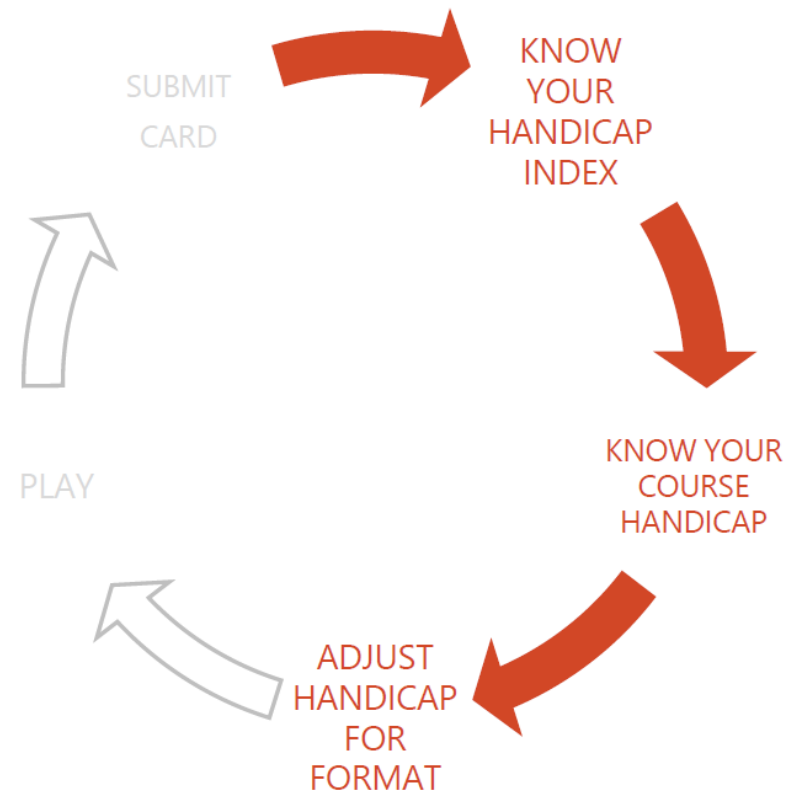 SUBMIT
CARD
KNOW
YOUR
HANDICAP
INDEX
KNOW YOUR
COURSE
HANDICAP
ADJUST
HANDICAP
FOR
FORMAT
PLAY